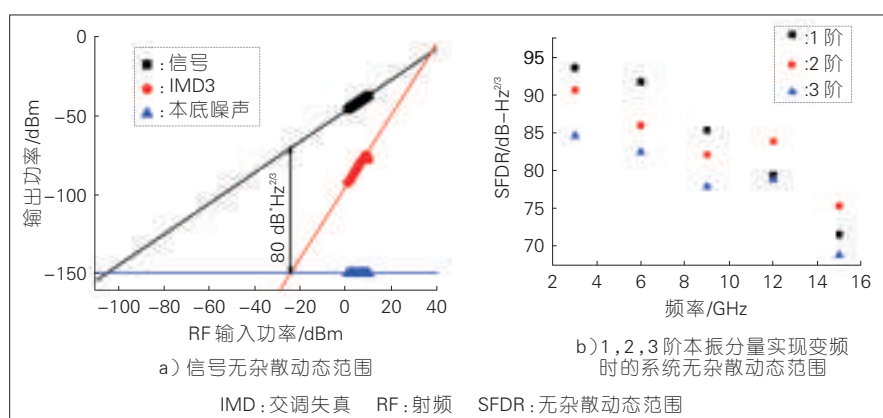 0
−50
−100
−150
输出功率/dBm
:信号
:IMD3
:本底噪声
80 dB*Hz2/3
−100 −80 −60 −40 −20 0 20 40
RF 输入功率/dBm
a)信号无杂散动态范围
95
90
85
80
75
70
SFDR/dB−Hz2/3
:1 阶
:2 阶
:3 阶
2 4 6 8 10 12 14 16
频率/GHz
b)1,2,3 阶本振分量实现变频
时的系统无杂散动态范围
IMD:交调失真 RF:射频 SFDR:无杂散动态范围